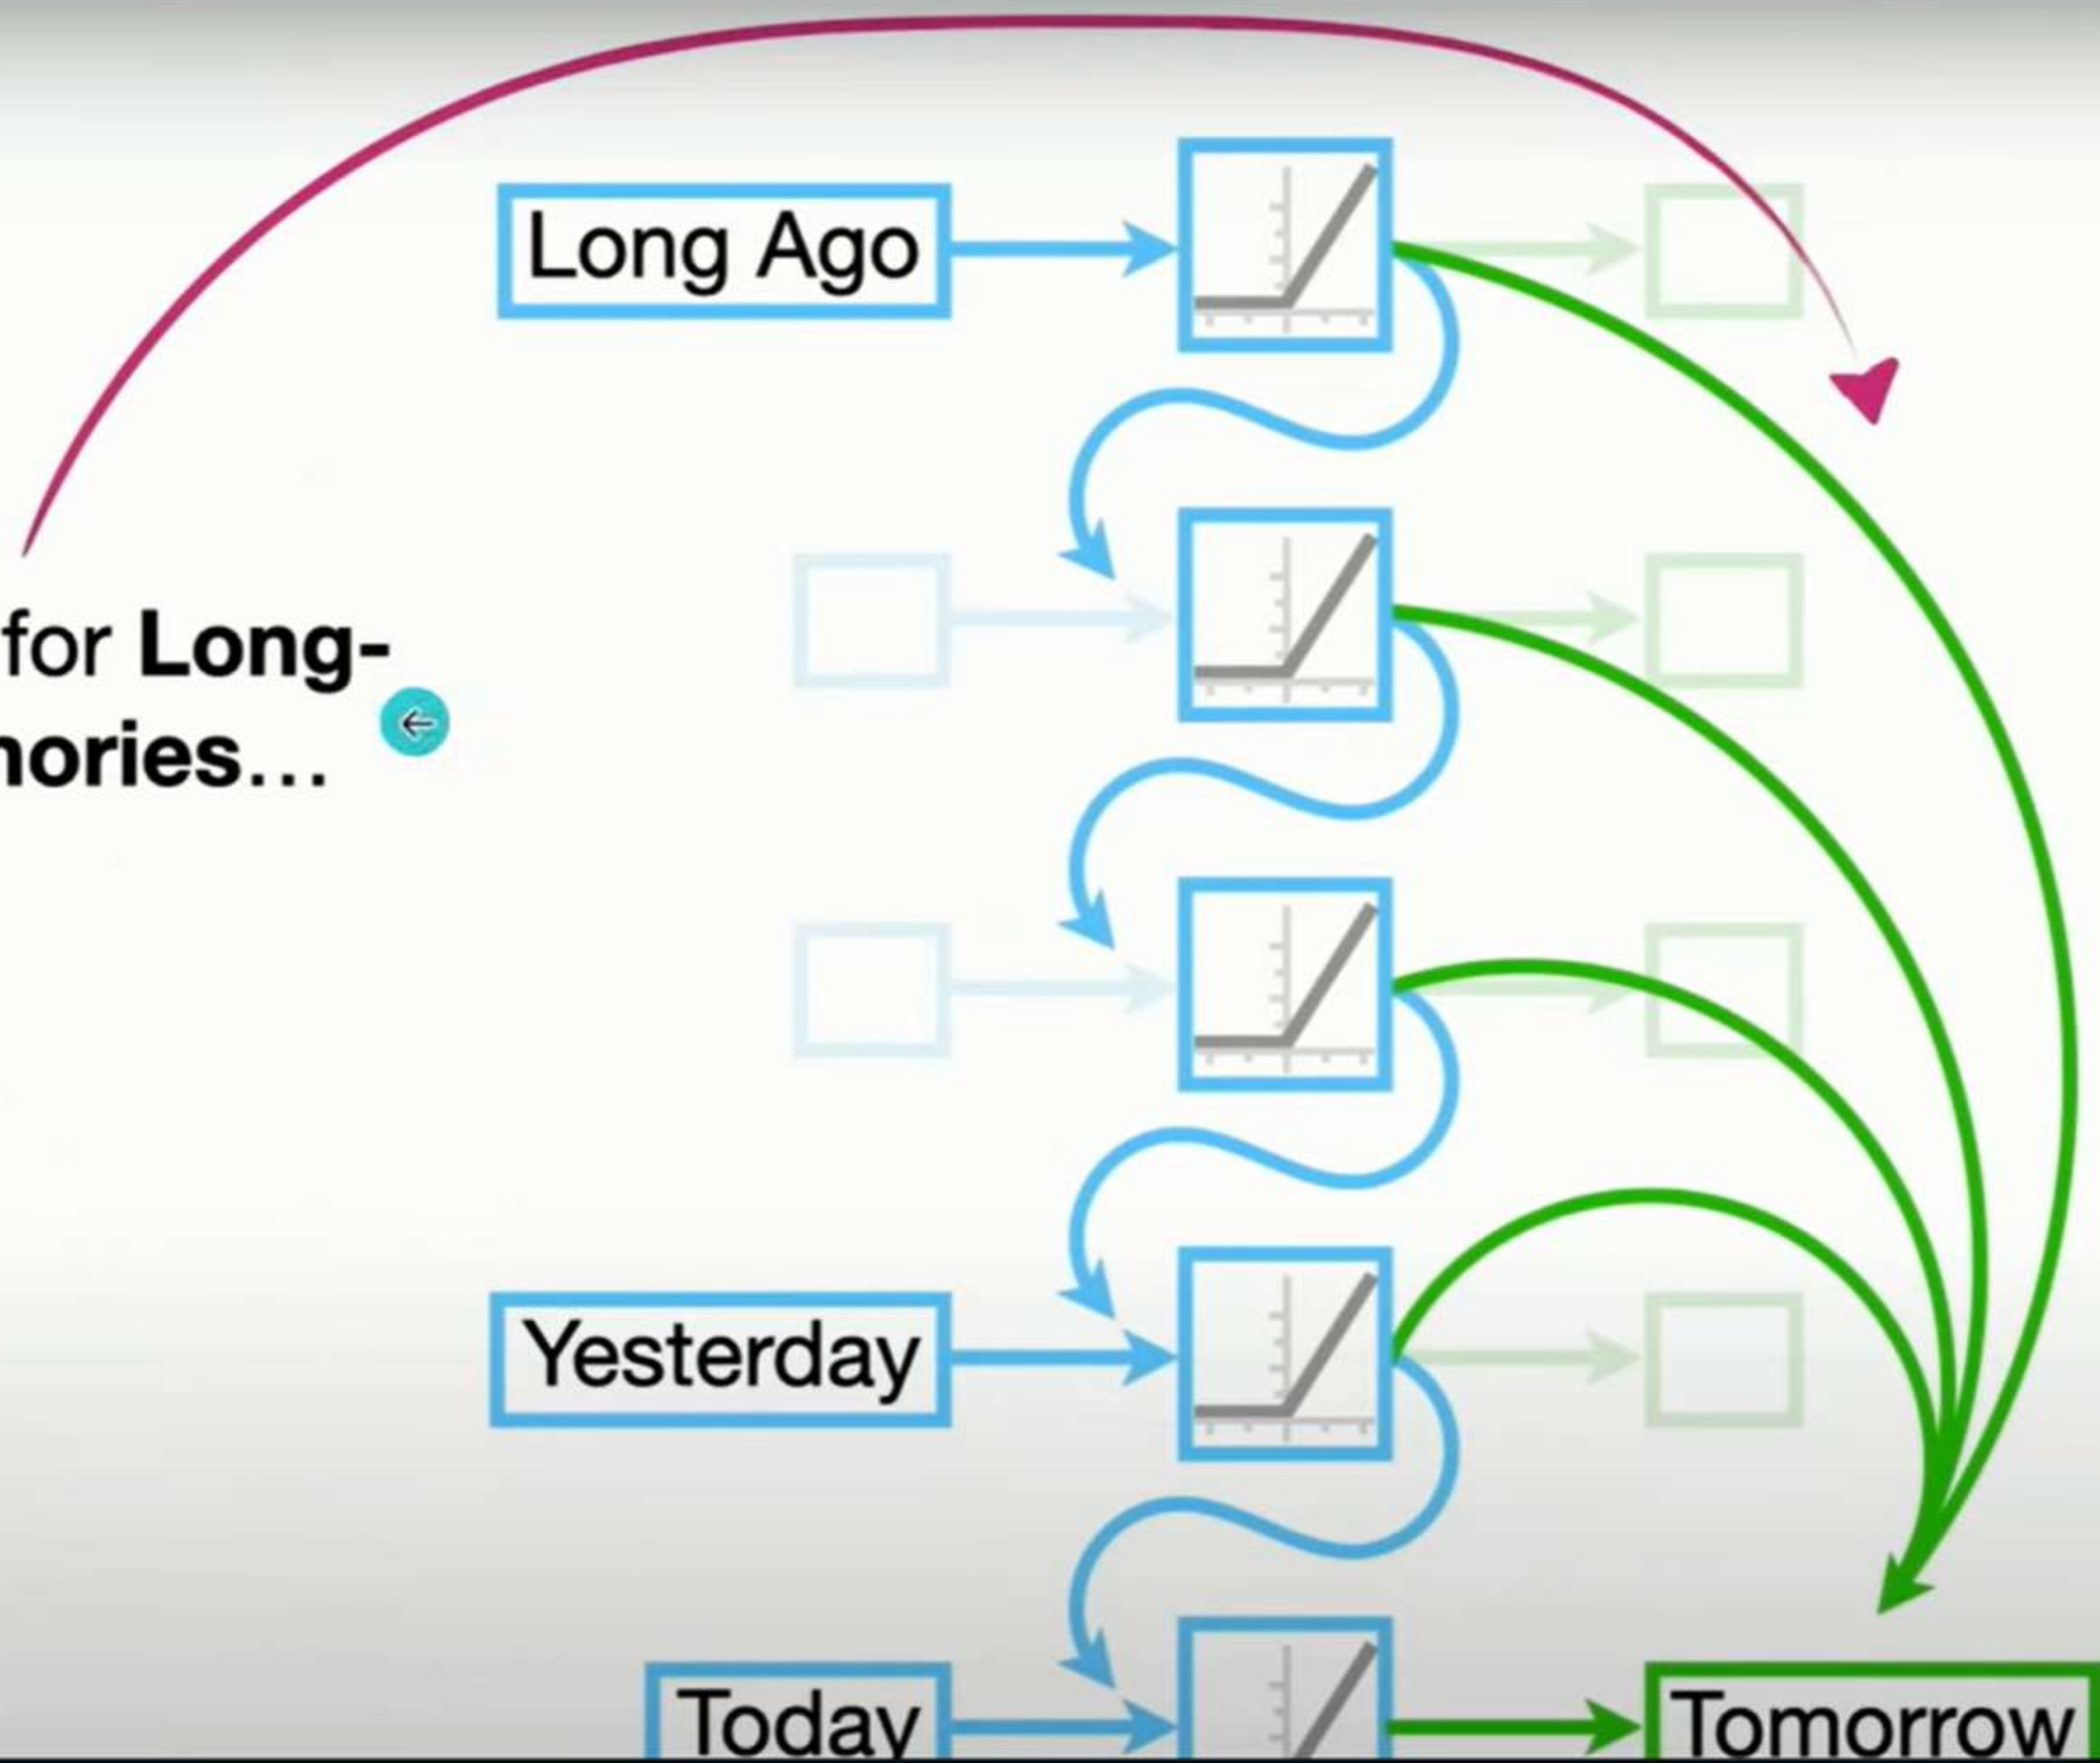 Long Ago
for Long-
ories...
Yesterday
Today
Tomorrow